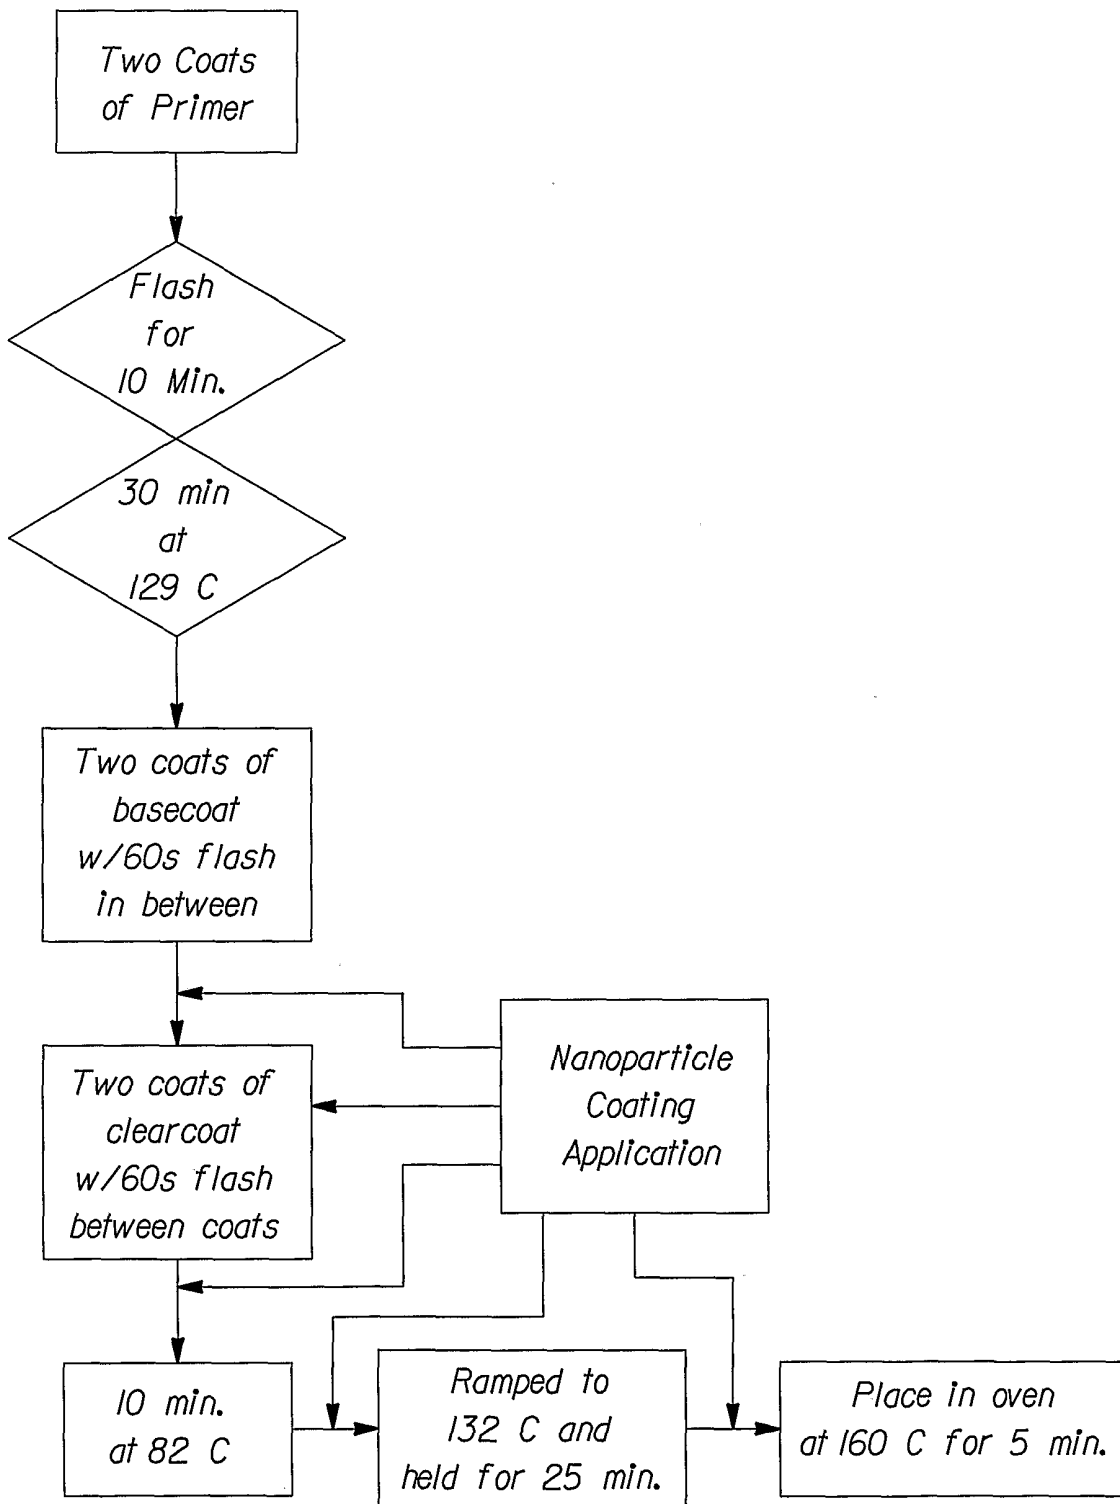 Two Coats
of Primer
Flash
for
10 Min.
30 min
at
129 C
Two coats of
basecoat
w/60s flash
in between
Nanoparticle
Coating
Application
Two coats of
clearcoat
w/60s flash
between coats
10 min.
at 82 C
Ramped to
132 C and
held for 25 min.
Place in oven
at 160 C for 5 min.